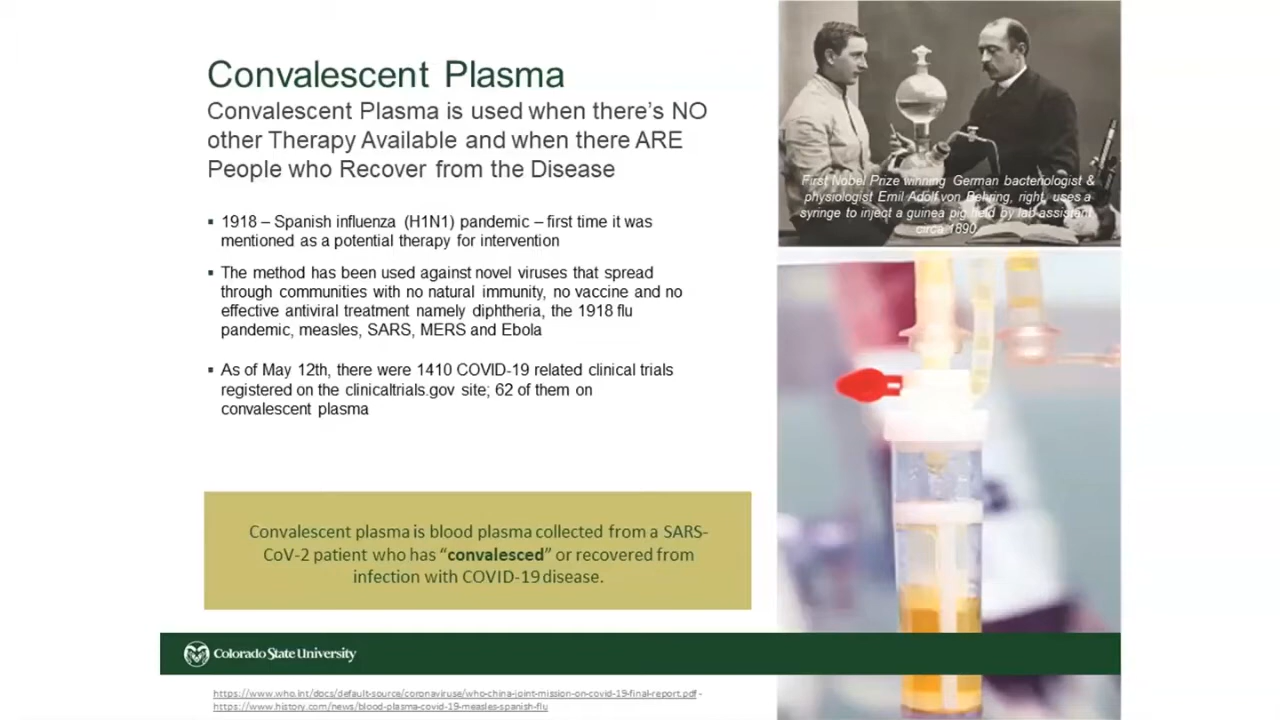 Convalescent Plasma
Convalescent Plasma is used when there's NO
other Therapy Available and when there ARE
People who Recover from the Disease
▪ 1918 – Spanish influenza (H1N1) pandemic – first time it was
mentioned as a potential therapy for intervention
▪ The method has been used against novel viruses that spread
through communities with no natural immunity, no vaccine and no
effective antiviral treatment namely diphtheria, the 1918 flu
pandemic, measles, SARS, MERS and Ebola
▪ As of May 12th, there were 1410 COVID-19 related clinical trials
registered on the clinicaltrials.gov site; 62 of them on
convalescent plasma
First Nobel Prize winning German bacteriologist &
physiologist Emil Adolf von Behring, right, uses a
syringe to inject a guinea pig held by lab assistant
circa 1890
Convalescent plasma is blood plasma collected from a SARS-
CoV-2 patient who has "convalesced" or recovered from
infection with COVID-19 disease.
Colorado State University
https://www.who.int/docs/default-source/coronaviruse/who-china-joint-mission-on-covid-19-final-report.pdf -
https://www.history.com/news/blood-plasma-covid-19-measles-spanish-flu